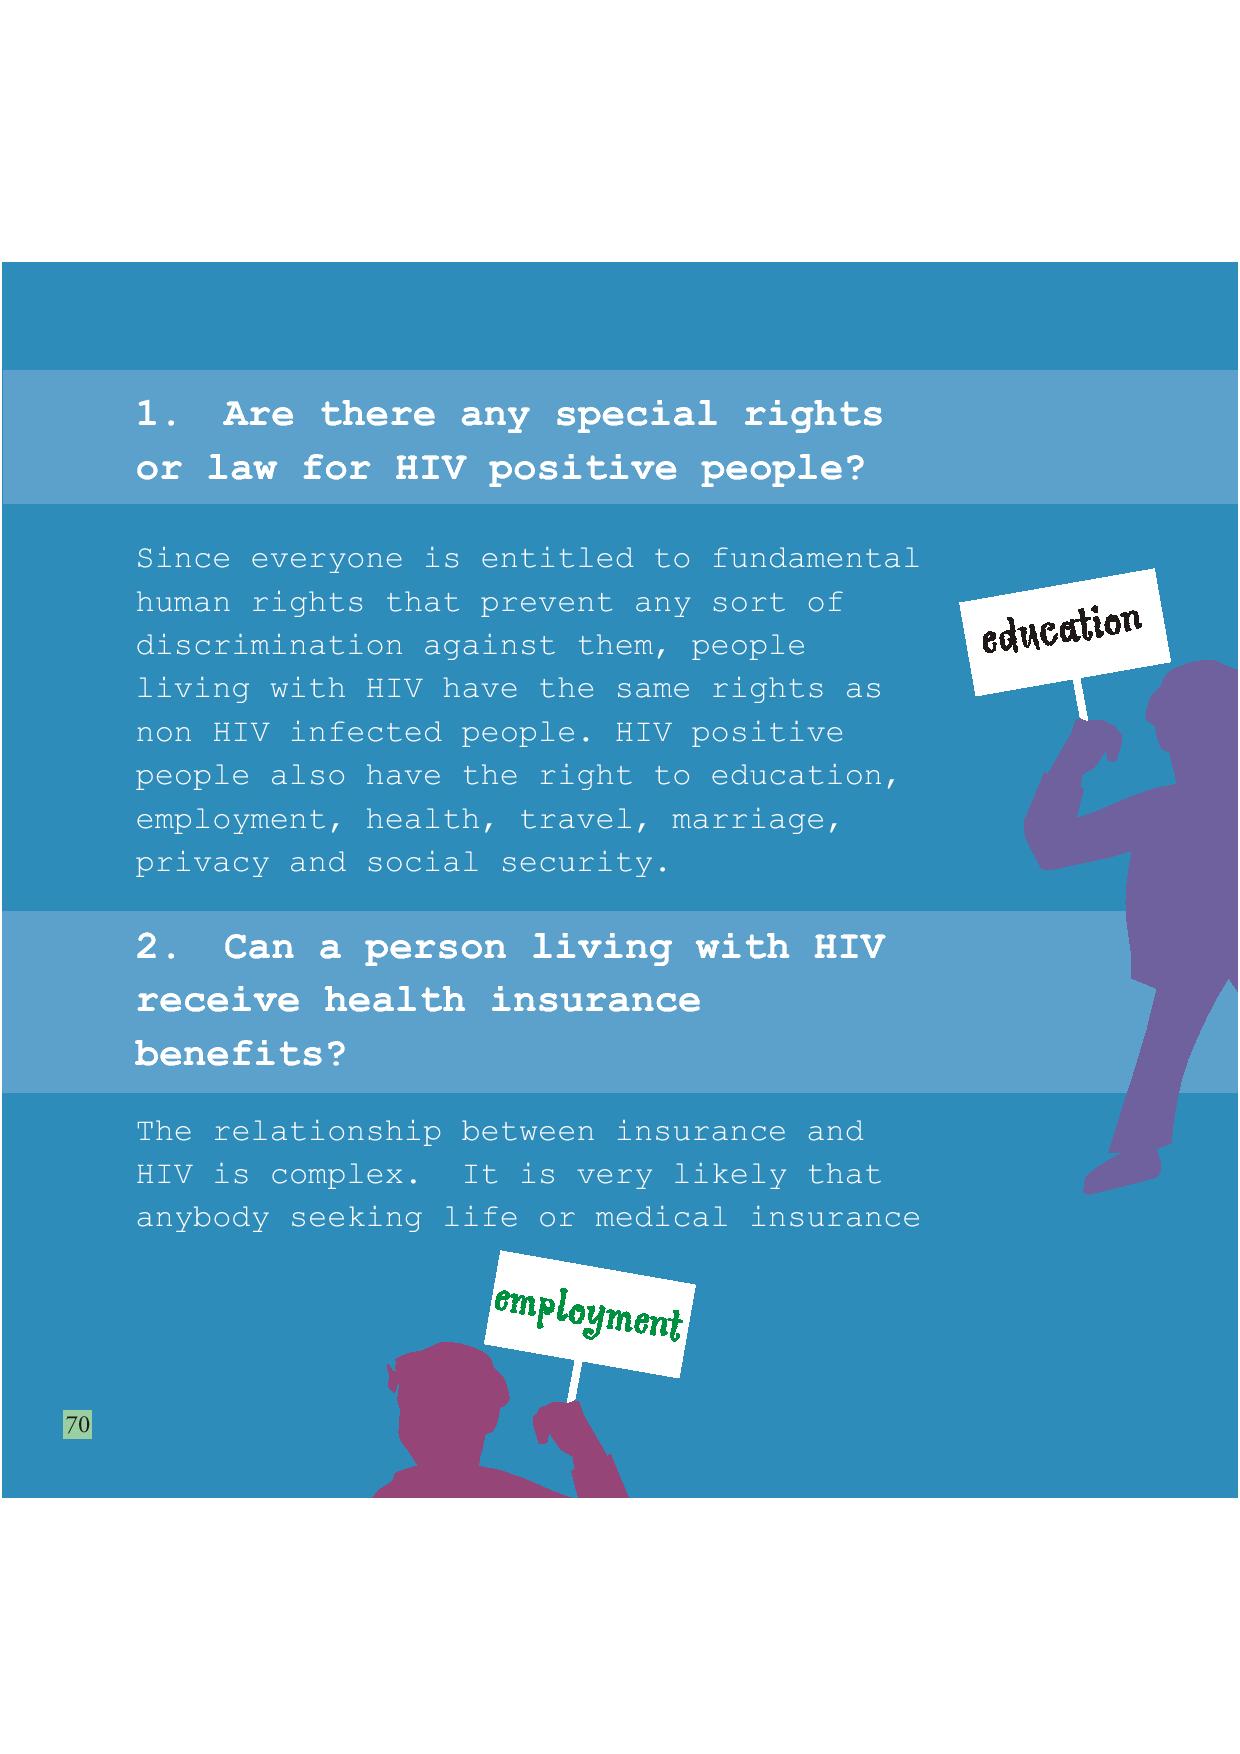 1. Are there any special rights
or law for HIV positive people?
Since everyone is entitled to fundamental
human rights that prevent any sort of
discrimination against them, people
living with HIV have the same rights as
non HIV infected people. HIV positive
people also have the right to education,
employment, health, travel, marriage,
privacy and social security.
education
2. Can a person living with HIV
receive health insurance
benefits?
The relationship between insurance and
HIV is complex.  It is very likely that
anybody seeking life or medical insurance
employment
70